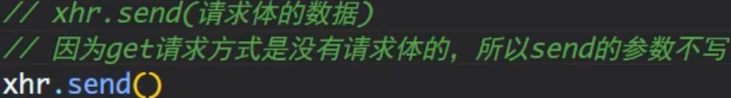 // xhr.send(请求体的数据)
// 因为get请求方式是没有请求体的，所以send的参数不写
xhr.send()